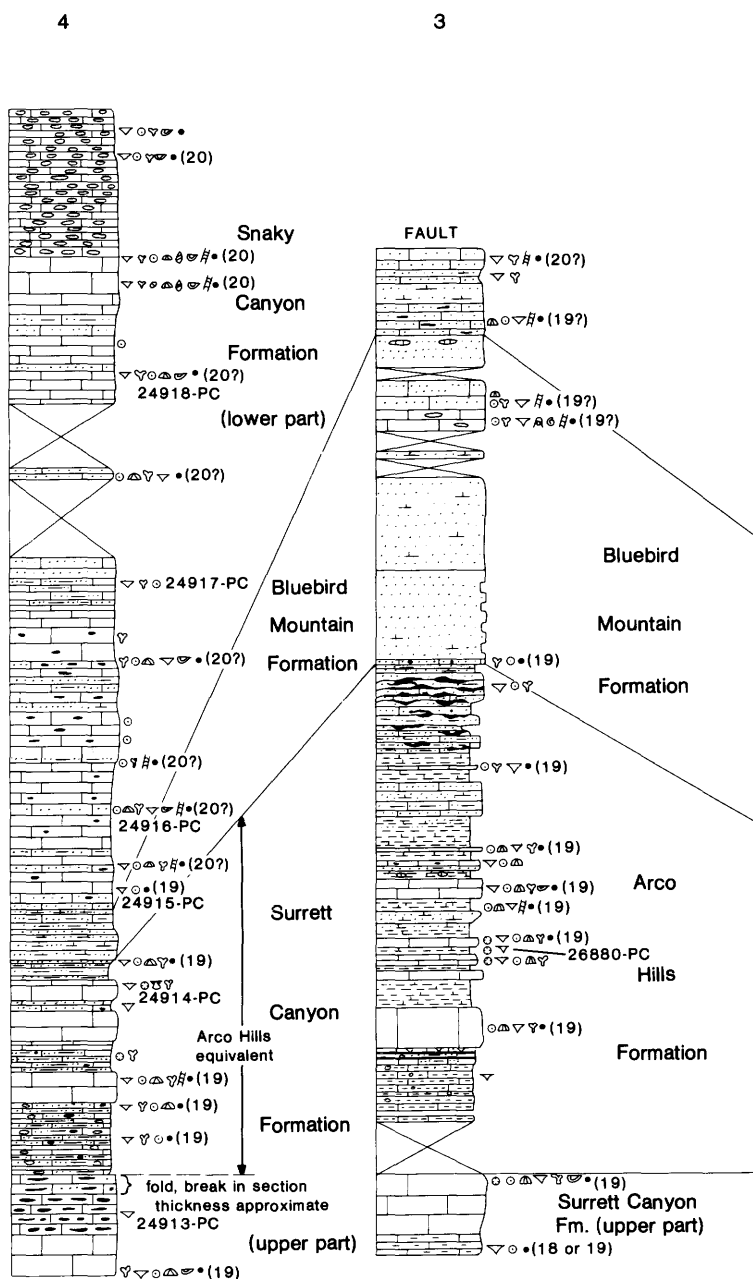 4
3
(20)
(20)
(20)
Snaky
Canyon
Formation
(lower part)
(20?)
24918-PC
(20?)
24917-PC
Bluebird
Mountain
Formation
(20?)
(20?)
(20?)
24916-PC
(20?)
(19)
24915-PC
Surrett
Canyon
Formation
(upper part)
(19)
24914-PC
Arco Hills
equivalent
(19)
(19)
(19)
fold, break in section
thickness approximate
24913-PC
(19)
FAULT
(20?)
(19?)
(19?)
(19?)
Bluebird
Mountain
Formation
(19)
(19)
(19)
(19)
(19)
Arco
Hills
Formation
(19)
26880-PC
(19)
(19)
Surrett Canyon
Fm. (upper part)
(18 or 19)